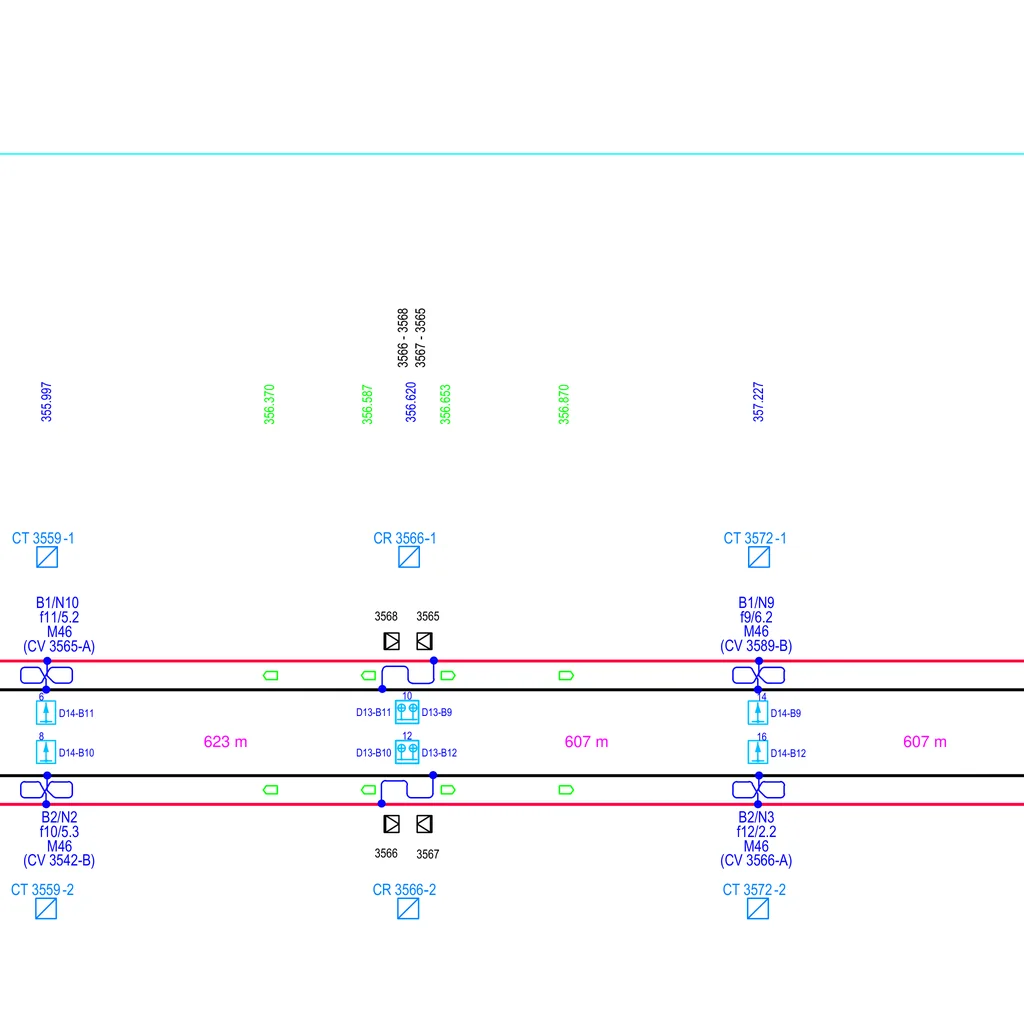 3566 - 3568
3567 - 3565
355.997
356.370
356.587
356.620
356.653
356.870
357.227
CT 3559-1
CR 3566-1
CT 3572-1
B1/N10
f11/5.2
M46
(CV 3565-A)
3568
3565
B1/N9
f9/6.2
M46
(CV 3589-B)
6
D14-B11
10
D13-B11
D13-B9
14
D14-B9
8
D14-B10
623 m
12
D13-B10
D13-B12
607 m
16
D14-B12
607 m
B2/N2
f10/5.3
M46
(CV 3542-B)
3566
3567
B2/N3
f12/2.2
M46
(CV 3566-A)
CT 3559-2
CR 3566-2
CT 3572-2